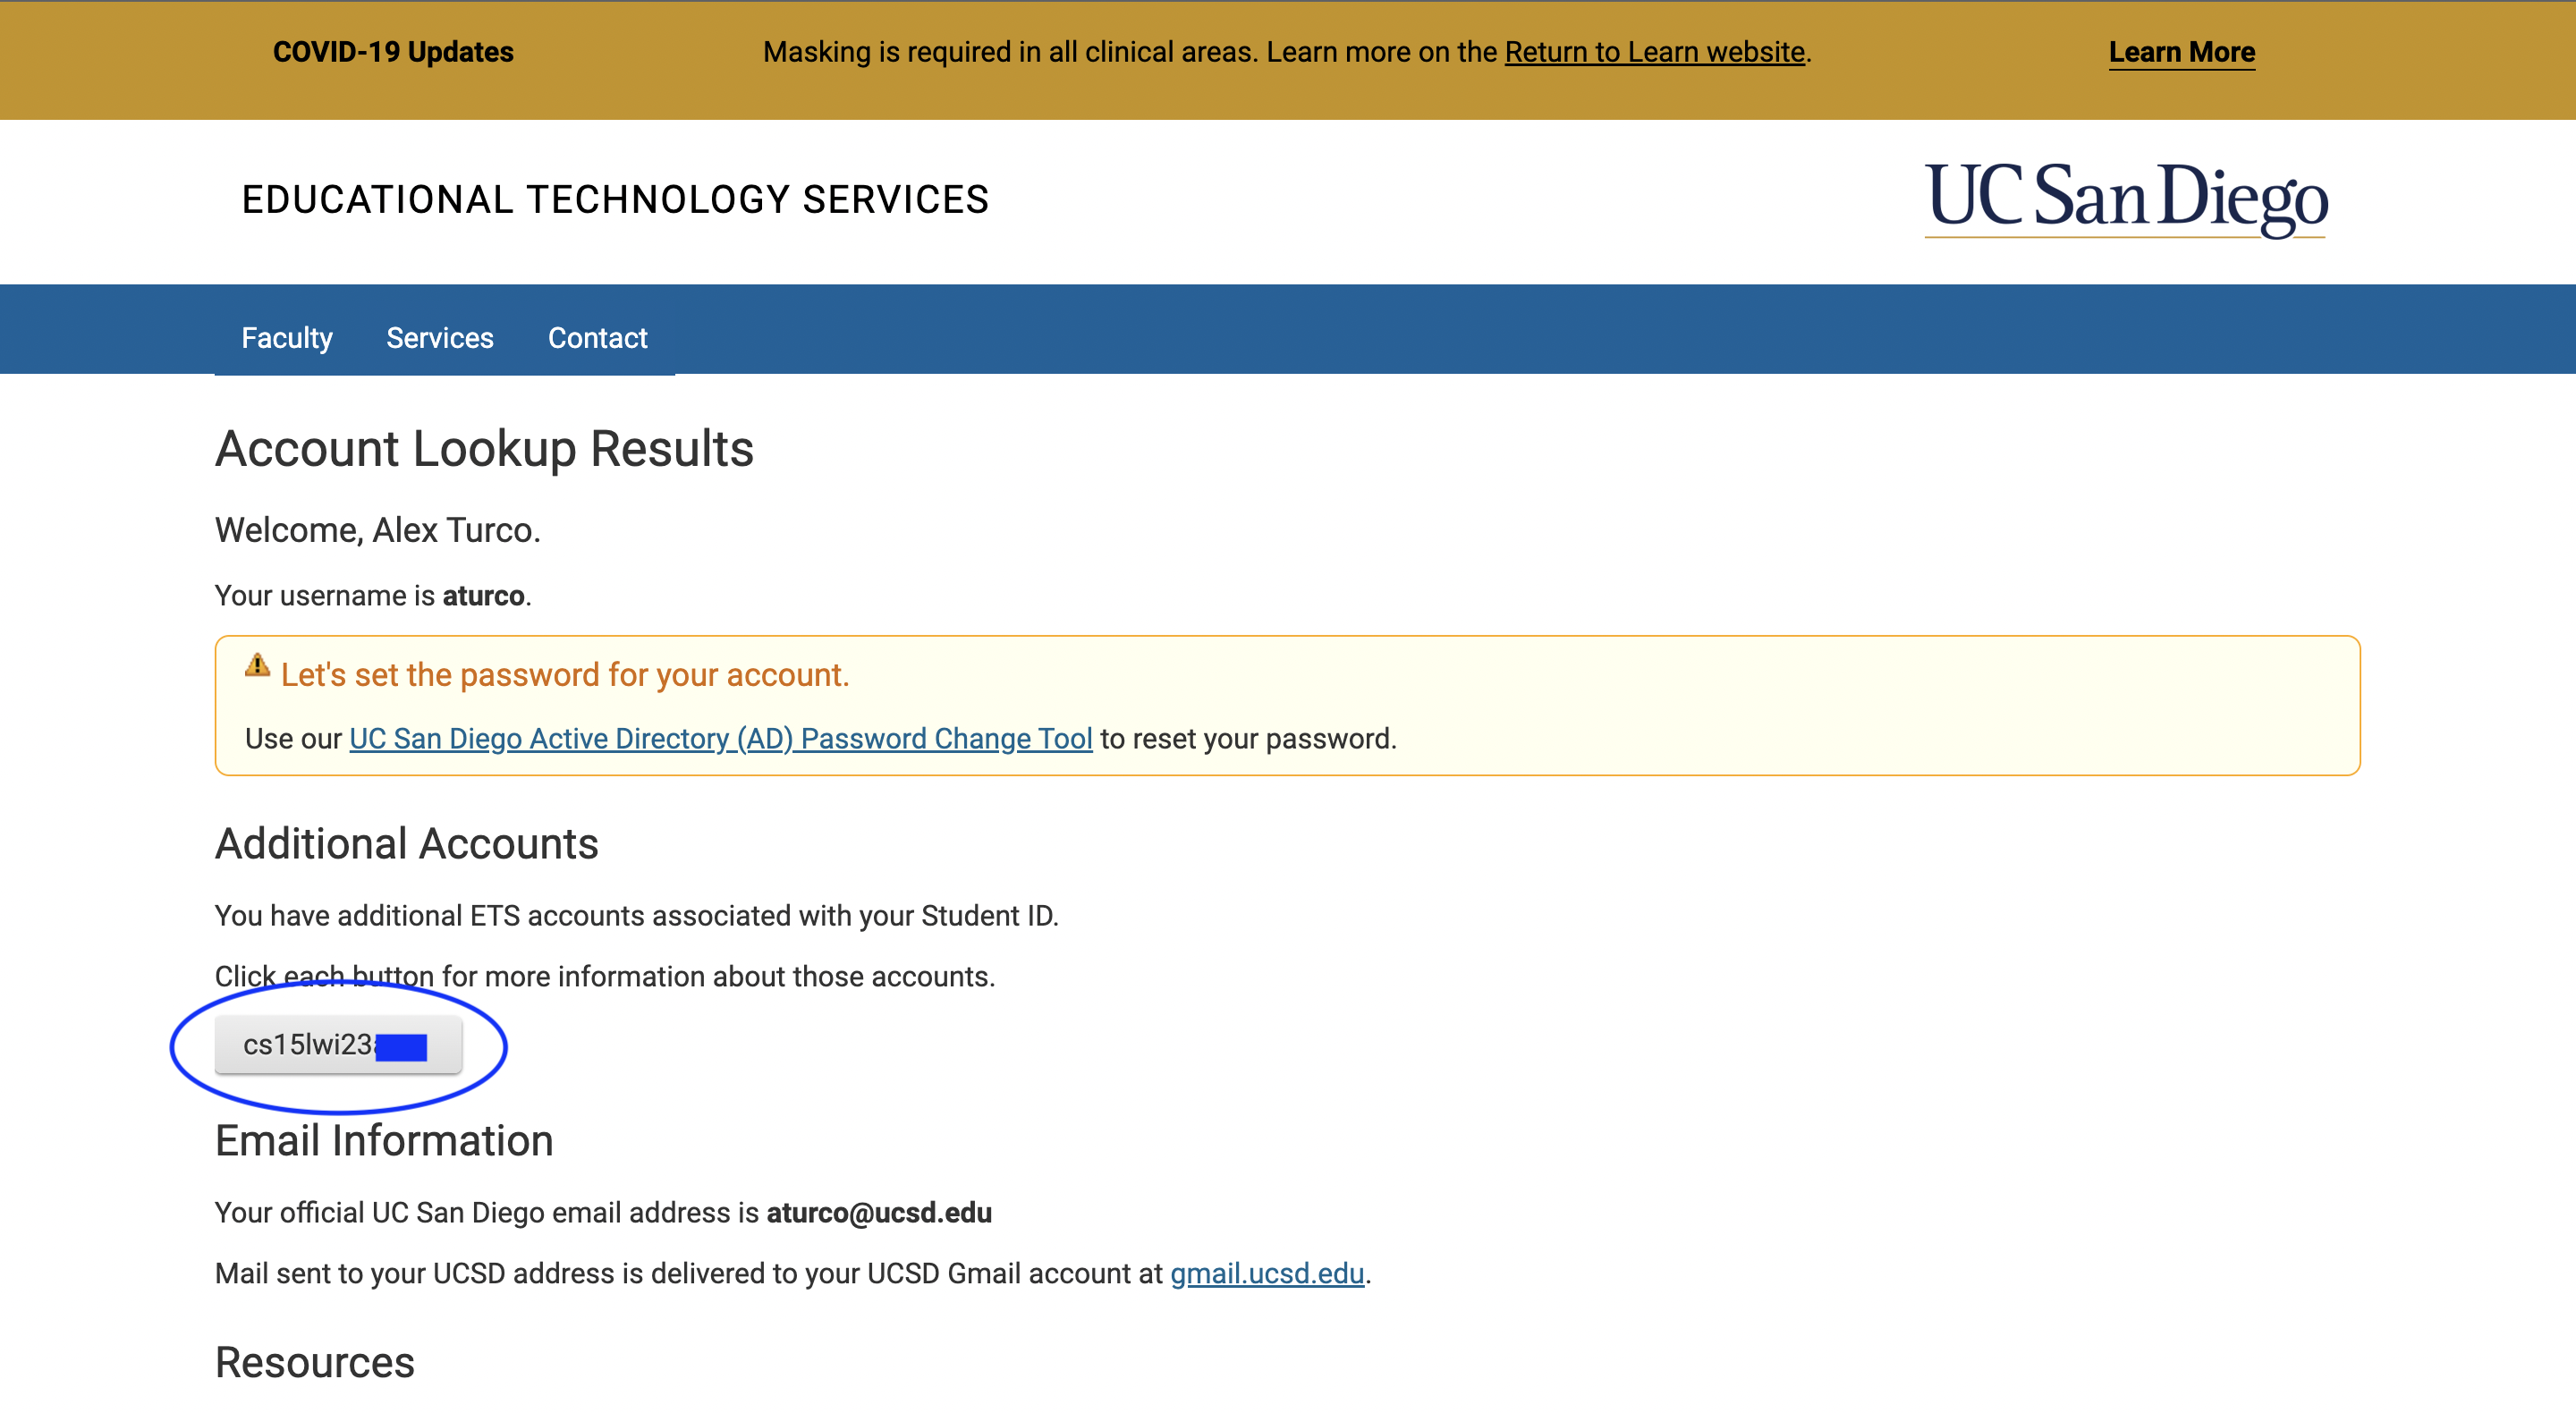 COVID-19 Updates Masking is required in all clinical areas. Learn more on the Return to Learn website. Learn More
EDUCATIONAL TECHNOLOGY SERVICES UC San Diego
Faculty Services Contact
Account Lookup Results
Welcome, Alex Turco.
Your username is aturco.
Let's set the password for your account.
Use our UC San Diego Active Directory (AD) Password Change Tool to reset your password.
Additional Accounts
You have additional ETS accounts associated with your Student ID.
Click each button for more information about those accounts.
cs15lwi23
Email Information
Your official UC San Diego email address is aturco@ucsd.edu
Mail sent to your UCSD address is delivered to your UCSD Gmail account at gmail.ucsd.edu.
Resources